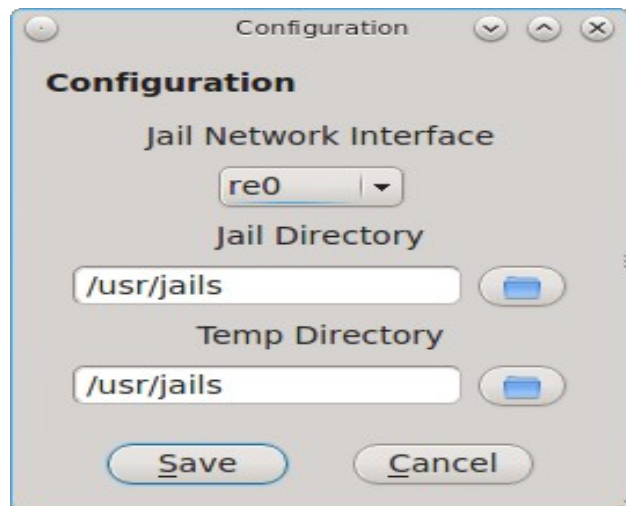 Configuration
Configuration
Jail Network Interface
re0
Jail Directory
/usr/jails
Temp Directory
/usr/jails
Save Cancel